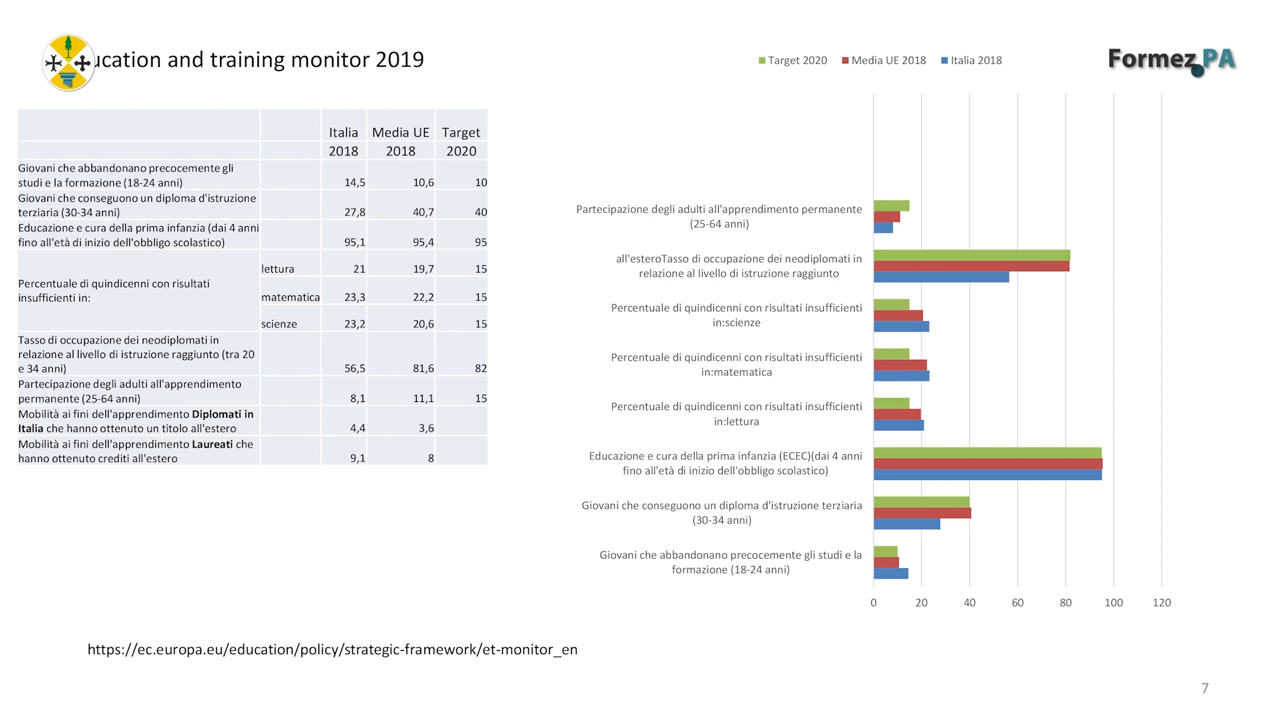 ucation and training monitor 2019
Italia Media UE Target
2018 2018 2020
Giovani che abbandonano precocemente gli
studi e la formazione (18-24 anni) 14,5 10,6 10
Giovani che conseguono un diploma d'istruzione
terziaria (30-34 anni) 27,8 40,7 40
Educazione e cura della prima infanzia (dai 4 anni
fino all'età di inizio dell'obbligo scolastico) 95,1 95,4 95
Percentuale di quindicenni con risultati
insufficienti in:
lettura 21 19,7 15
matematica 23,3 22,2 15
scienze 23,2 20,6 15
Tasso di occupazione dei neodiplomati in
relazione al livello di istruzione raggiunto (tra 20
e 34 anni) 56,5 81,6 82
Partecipazione degli adulti all'apprendimento
permanente (25-64 anni) 8,1 11,1 15
Mobilità ai fini dell'apprendimento Diplomati in
Italia che hanno ottenuto un titolo all'estero 4,4 3,6
Mobilità ai fini dell'apprendimento Laureati che
hanno ottenuto crediti all'estero 9,1 8
Target 2020 Media UE 2018 Italia 2018
Formez PA
Partecipazione degli adulti all'apprendimento permanente
(25-64 anni)
all'esteroTasso di occupazione dei neodiplomati in
relazione al livello di istruzione raggiunto
Percentuale di quindicenni con risultati insufficienti
in:scienze
Percentuale di quindicenni con risultati insufficienti
in:matematica
Percentuale di quindicenni con risultati insufficienti
in:lettura
Educazione e cura della prima infanzia (ECEC)(dai 4 anni
fino all'età di inizio dell'obbligo scolastico)
Giovani che conseguono un diploma d'istruzione terziaria
(30-34 anni)
Giovani che abbandonano precocemente gli studi e la
formazione (18-24 anni)
0 20 40 60 80 100 120
https://ec.europa.eu/education/policy/strategic-framework/et-monitor_en
7